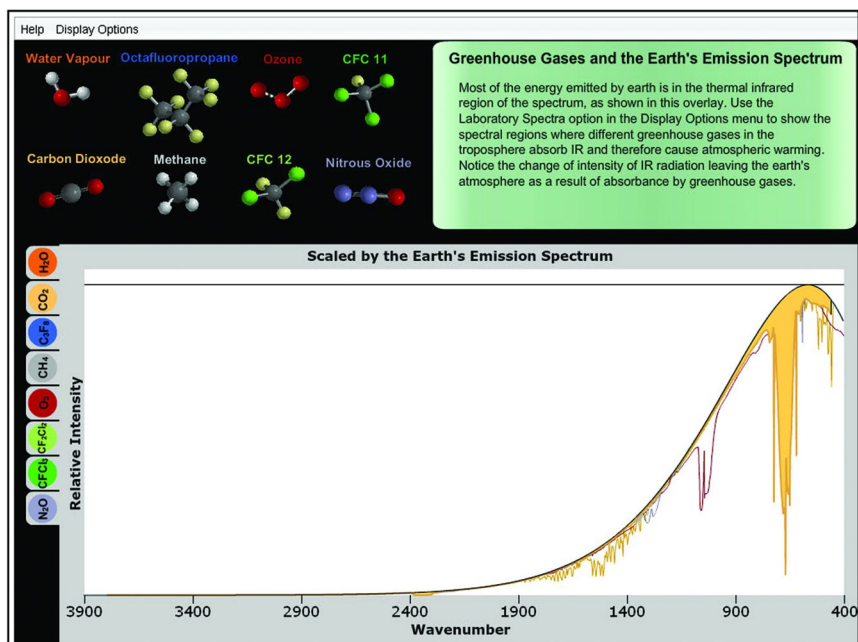 Help Display Options
Water Vapour Octafluoropropane Ozone CFC 11
Carbon Dioxode Methane CFC 12 Nitrous Oxide
Greenhouse Gases and the Earth's Emission Spectrum
Most of the energy emitted by earth is in the thermal infrared
region of the spectrum, as shown in this overlay. Use the
Laboratory Spectra option in the Display Options menu to show the
spectral regions where different greenhouse gases in the
troposphere absorb IR and therefore cause atmospheric warming.
Notice the change of intensity of IR radiation leaving the earth's
atmosphere as a result of absorbance by greenhouse gases.
Scaled by the Earth's Emission Spectrum
H₂O
CO₂
C₃F₈
CH₄
O₃
CF₂Cl₂
CFCl₃
N₂O
Relative Intensity
3900 3400 2900 2400 1900 1400 900 400
Wavenumber